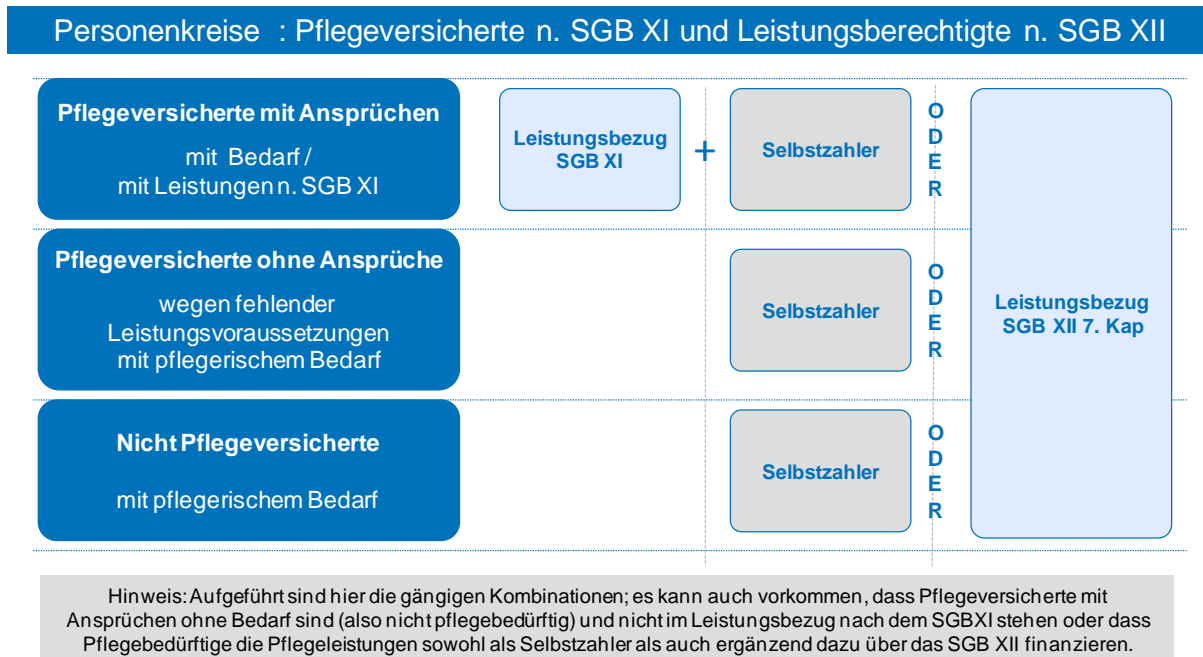 Personenkreise : Pflegeversicherte n. SGB XI und Leistungsberechtigte n. SGB XII
Pflegeversicherte mit Ansprüchen
mit Bedarf /
mit Leistungen n. SGB XI
Leistungsbezug
SGB XI
+
Selbstzahler
O
D
E
R
Pflegeversicherte ohne Ansprüche
wegen fehlender
Leistungsvoraussetzungen
mit pflegerischem Bedarf
Selbstzahler
O
D
E
R
Leistungsbezug
SGB XII 7. Kap
Nicht Pflegeversicherte
mit pflegerischem Bedarf
Selbstzahler
O
D
E
R
Hinweis: Aufgeführt sind hier die gängigen Kombinationen; es kann auch vorkommen, dass Pflegeversicherte mit
Ansprüchen ohne Bedarf sind (also nicht pflegebedürftig) und nicht im Leistungsbezug nach dem SGBXI stehen oder dass
Pflegebedürftige die Pflegeleistungen sowohl als Selbstzahler als auch ergänzend dazu über das SGB XII finanzieren.